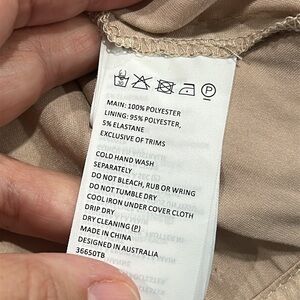 MAIN: 100% POLYESTER
LINING: 95% POLYESTER,
5% ELASTANE
EXCLUSIVE OF TRIMS
COLD HAND WASH
SEPARATELY
DO NOT BLEACH, RUB OR WRING
DO NOT TUMBLE DRY
COOL IRON UNDER COVER CLOTH
DRIP DRY
DRY CLEANING (P)
MADE IN CHINA
DESIGNED IN AUSTRALIA
36650TB